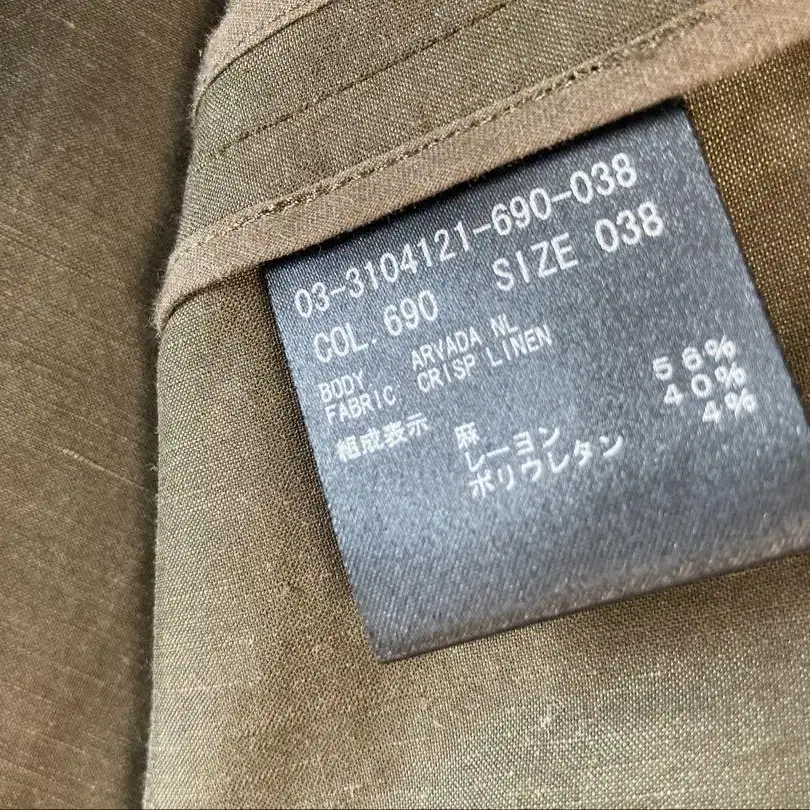 03-3104121-690-038
COL. 690 SIZE 038
BODY ARVADA NL
FABRIC CRISP LINEN
組成表示 麻 56%
レーヨン 40%
ポリウレタン 4%